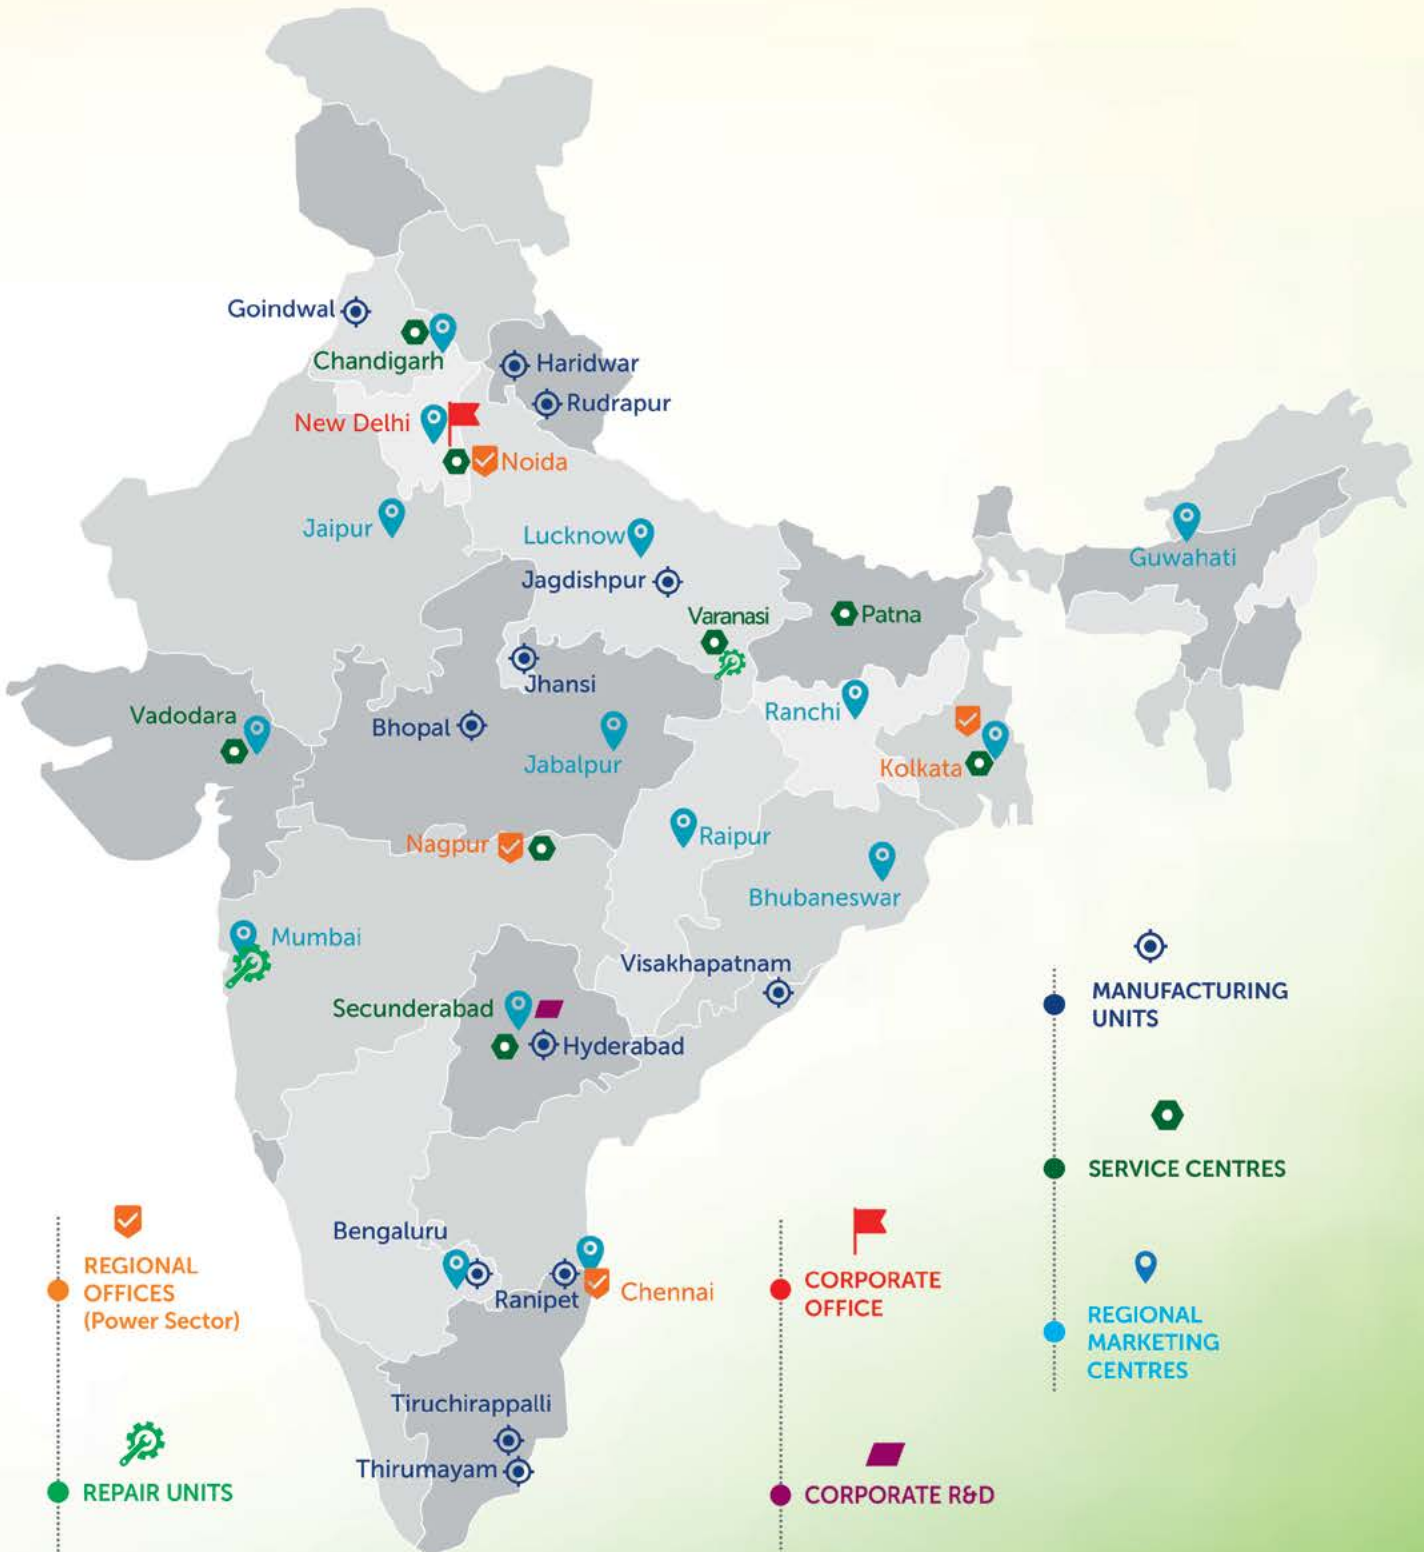 Goindwal
Chandigarh
Haridwar
Rudrapur
New Delhi
Noida
Jaipur
Lucknow
Guwahati
Jagdishpur
Varanasi
Patna
Jhansi
Ranchi
Vadodara
Bhopal
Jabalpur
Kolkata
Nagpur
Raipur
Bhubaneswar
Mumbai
Visakhapatnam
Secunderabad
Hyderabad
Bengaluru
Ranipet
Chennai
Tiruchirappalli
Thirumayam
MANUFACTURING
UNITS
SERVICE CENTRES
REGIONAL
MARKETING
CENTRES
REGIONAL
OFFICES
(Power Sector)
REPAIR UNITS
CORPORATE
OFFICE
CORPORATE R&D